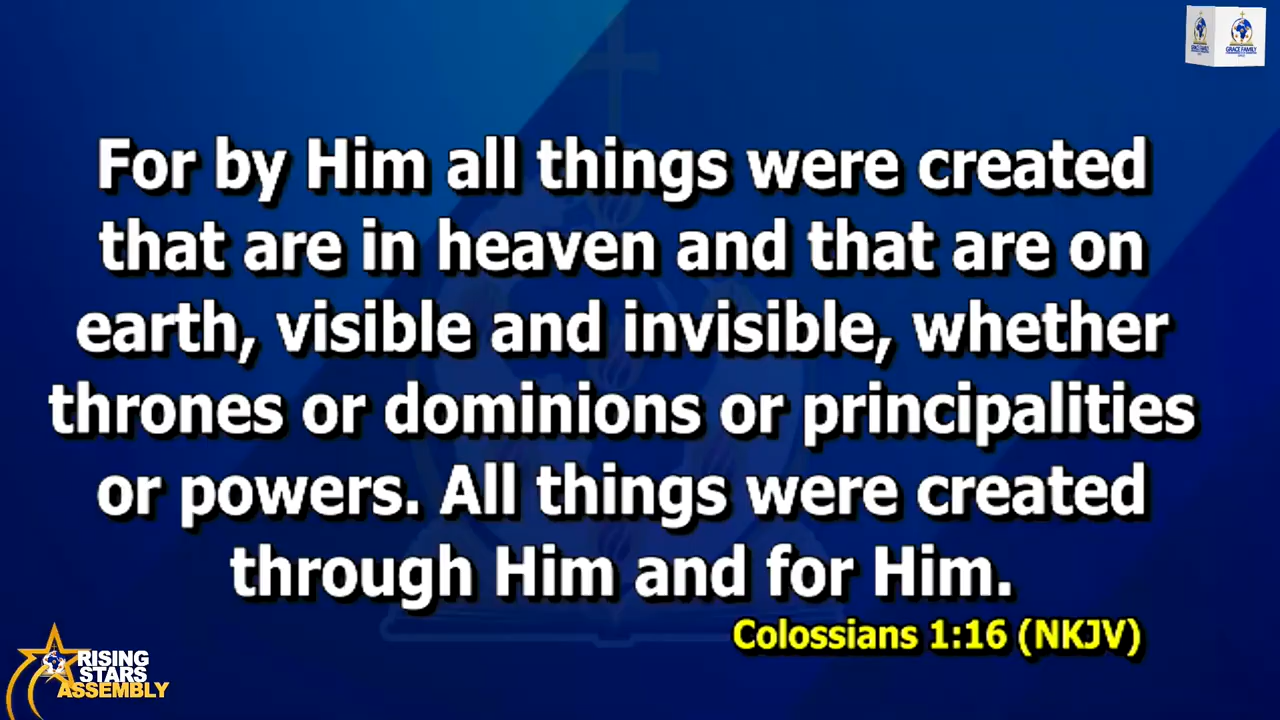 GRACE FAMILY
For by Him all things were created
that are in heaven and that are on
earth, visible and invisible, whether
thrones or dominions or principalities
or powers. All things were created
through Him and for Him.
Colossians 1:16 (NKJV)
RISING
STARS
ASSEMBLY